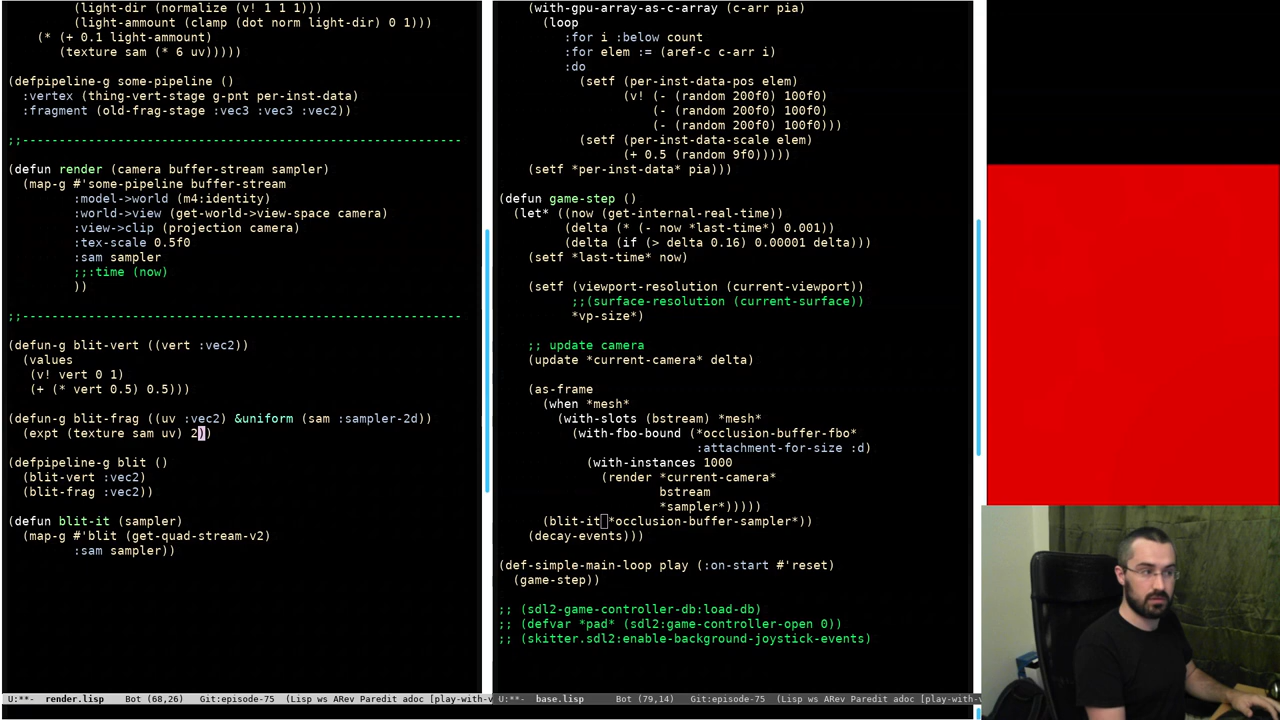 (light-dir (normalize (v! 1 1 1)))
(light-amount (clamp (dot norm light-dir) 0 1)))
(* (+ 0.1 light-amount)
(texture sam (* 6 uv)))))
(defpipeline-g some-pipeline ()
:vertex (thing-vert-stage g-pnt per-inst-data)
:fragment (old-frag-stage :vec3 :vec3 :vec2))
;;--------------------------------------------------------------
(defun render (camera buffer-stream sampler)
(map-g #'some-pipeline buffer-stream
:model->world (m4:identity)
:world->view (get-world->view-space camera)
:view->clip (projection camera)
:tex-scale 0.5f0
:sam sampler
;;:time (now)
))
;;--------------------------------------------------------------
(defun-g blit-vert ((vert :vec2))
(values
(v! vert 0 1)
(+ (* vert 0.5) 0.5)))
(defun-g blit-frag ((uv :vec2) &uniform (sam :sampler-2d))
(expt (texture sam uv) 2))
(defpipeline-g blit ()
(blit-vert :vec2)
(blit-frag :vec2))
(defun blit-it (sampler)
(map-g #'blit (get-quad-stream-v2)
:sam sampler))
U:**-  render.lisp     Bot (68,26)    Git:episode-75  (Lisp ws ARev Paredit adoc [play-with-v
(with-gpu-array-as-c-array (c-arr pia)
(loop
:for i :below count
:for elem := (aref-c c-arr i)
:do
(setf (per-inst-data-pos elem)
(v! (- (random 200f0) 100f0)
(- (random 200f0) 100f0)
(- (random 200f0) 100f0)))
(setf (per-inst-data-scale elem)
(+ 0.5 (random 9f0)))))
(setf *per-inst-data* pia)))
(defun game-step ()
(let* ((now (get-internal-real-time))
(delta (* (- now *last-time*) 0.001))
(delta (if (> delta 0.16) 0.00001 delta)))
(setf *last-time* now)
(setf (viewport-resolution (current-viewport))
;;(surface-resolution (current-surface))
*vp-size*)
;; update camera
(update *current-camera* delta)
(as-frame
(when *mesh*
(with-slots (bstream) *mesh*
(with-fbo-bound (*occlusion-buffer-fbo*
:attachment-for-size :d)
(with-instances 1000
(render *current-camera*
bstream
*sampler*)))))
(blit-it *occlusion-buffer-sampler*))
(decay-events)))
(def-simple-main-loop play (:on-start #'reset)
(game-step))
;; (sdl2-game-controller-db:load-db)
;; (defvar *pad* (sdl2:game-controller-open 0))
;; (skitter.sdl2:enable-background-joystick-events)
U:**-  base.lisp      Bot (79,14)    Git:episode-75  (Lisp ws ARev Paredit adoc [play-with-v